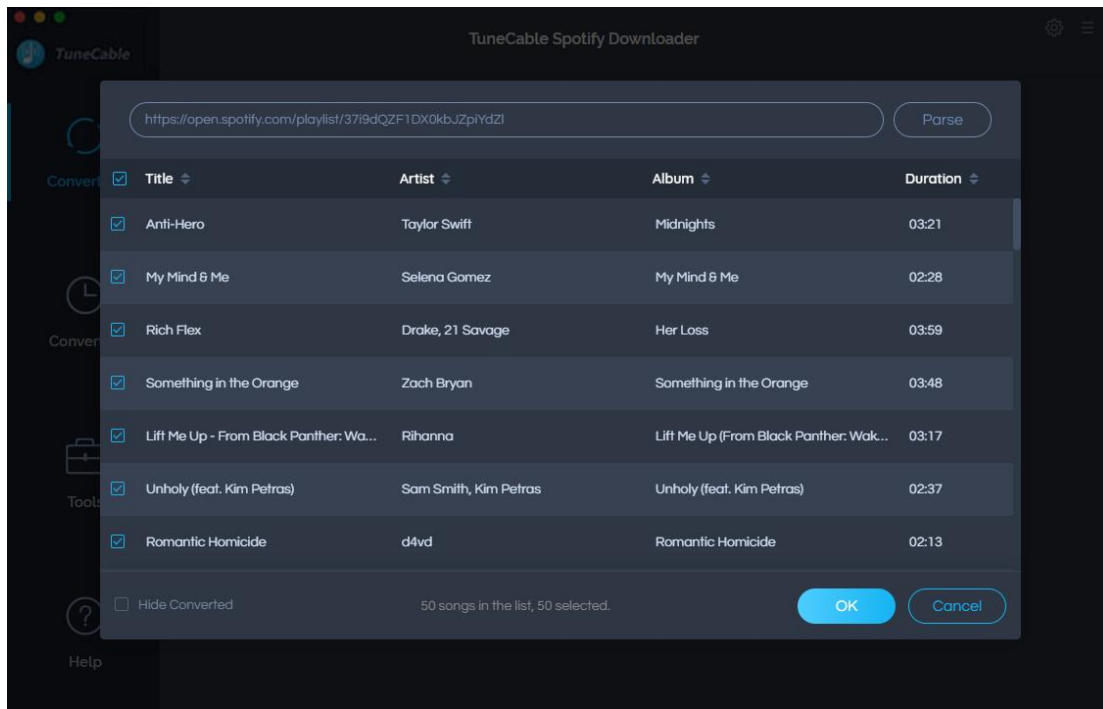 TuneCable Spotify Downloader
TuneCable
https://open.spotify.com/playlist/37i9dQZF1DX0kbJZpiYdZl Parse
Convert
Title Artist Album Duration
Anti-Hero Taylor Swift Midnights 03:21
My Mind & Me Selena Gomez My Mind & Me 02:28
Rich Flex Drake, 21 Savage Her Loss 03:59
Conver
Something in the Orange Zach Bryan Something in the Orange 03:48
Lift Me Up - From Black Panther: Wa... Rihanna Lift Me Up (From Black Panther: Wak... 03:17
Unholy (feat. Kim Petras) Sam Smith, Kim Petras Unholy (feat. Kim Petras) 02:37
Tools
Romantic Homicide d4vd Romantic Homicide 02:13
Hide Converted 50 songs in the list, 50 selected. OK Cancel
Help